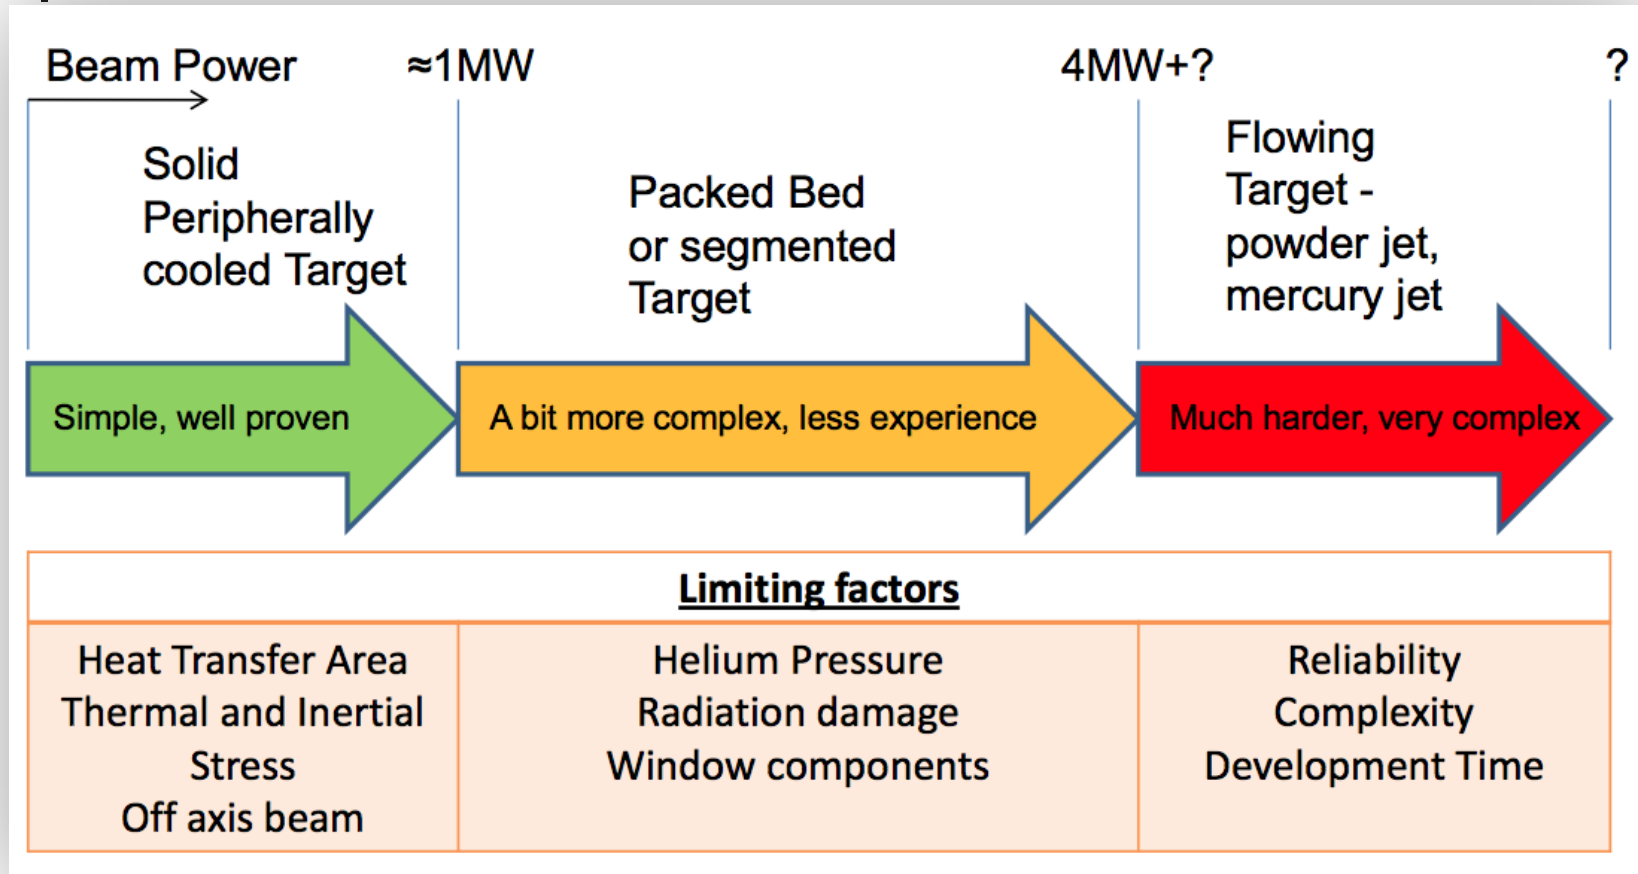 Beam Power
≈1MW
4MW+?
?
Solid
Peripherally
cooled Target
Packed Bed
or segmented
Target
Flowing
Target -
powder jet,
mercury jet
Simple, well proven
A bit more complex, less experience
Much harder, very complex
Limiting factors
Heat Transfer Area
Thermal and Inertial
Stress
Off axis beam
Helium Pressure
Radiation damage
Window components
Reliability
Complexity
Development Time